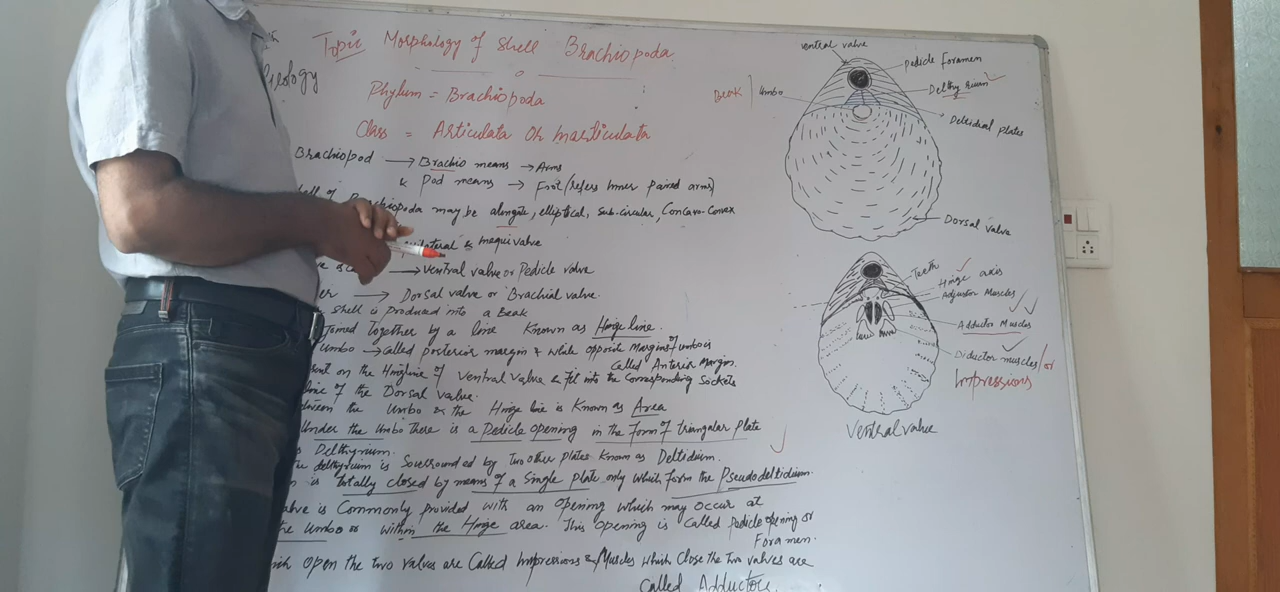 Topic Morphology of shell Brachiopoda
Phylum = Brachiopoda
Class = Articulata or Inarticulata
Brachiopod → Brachio means → Arms
& Pod means → Foot (refers Inner paired arms)
Brachiopoda may be elongate, elliptical, sub-circular, Concavo-Convex
& Inequivalve
→ Ventral valve or Pedicle valve
→ Dorsal valve or Brachial valve.
shell is produced into a Beak
Joined together by a line Known as Hinge line.
Umbo → called posterior margin & while opposite Margins of umbo is
called Anterior Margin.
on the Hingline of Ventral valve & Fit into the corresponding Sockets
of the Dorsal valve.
the Umbo & the Hinge line is Known as Area
Under the Umbo there is a Pedicle opening in the Form of triangular Plate
Delthyrium.
the delthyrium is Sourrounded by Two other plates Known as Deltidium.
is totally closed by means of a Single plate only which form the Pseudodeltidium.
is Commonly provided with an opening which may occur at
the Umbo or within the Hinge area. This opening is called pedicle opening or
Foramen.
open the two valves are Called Impressions & Muscles which close the two valves are
called Adductors.
ventral valve
Pedicle foramen
Delthyrium
Beak
Umbo
Deltidial plates
Dorsal valve
Teeth
Hinge axis
Adjustor Muscles
Adductor Muscles
Diductor muscles/or
Impressions
Ventral valve